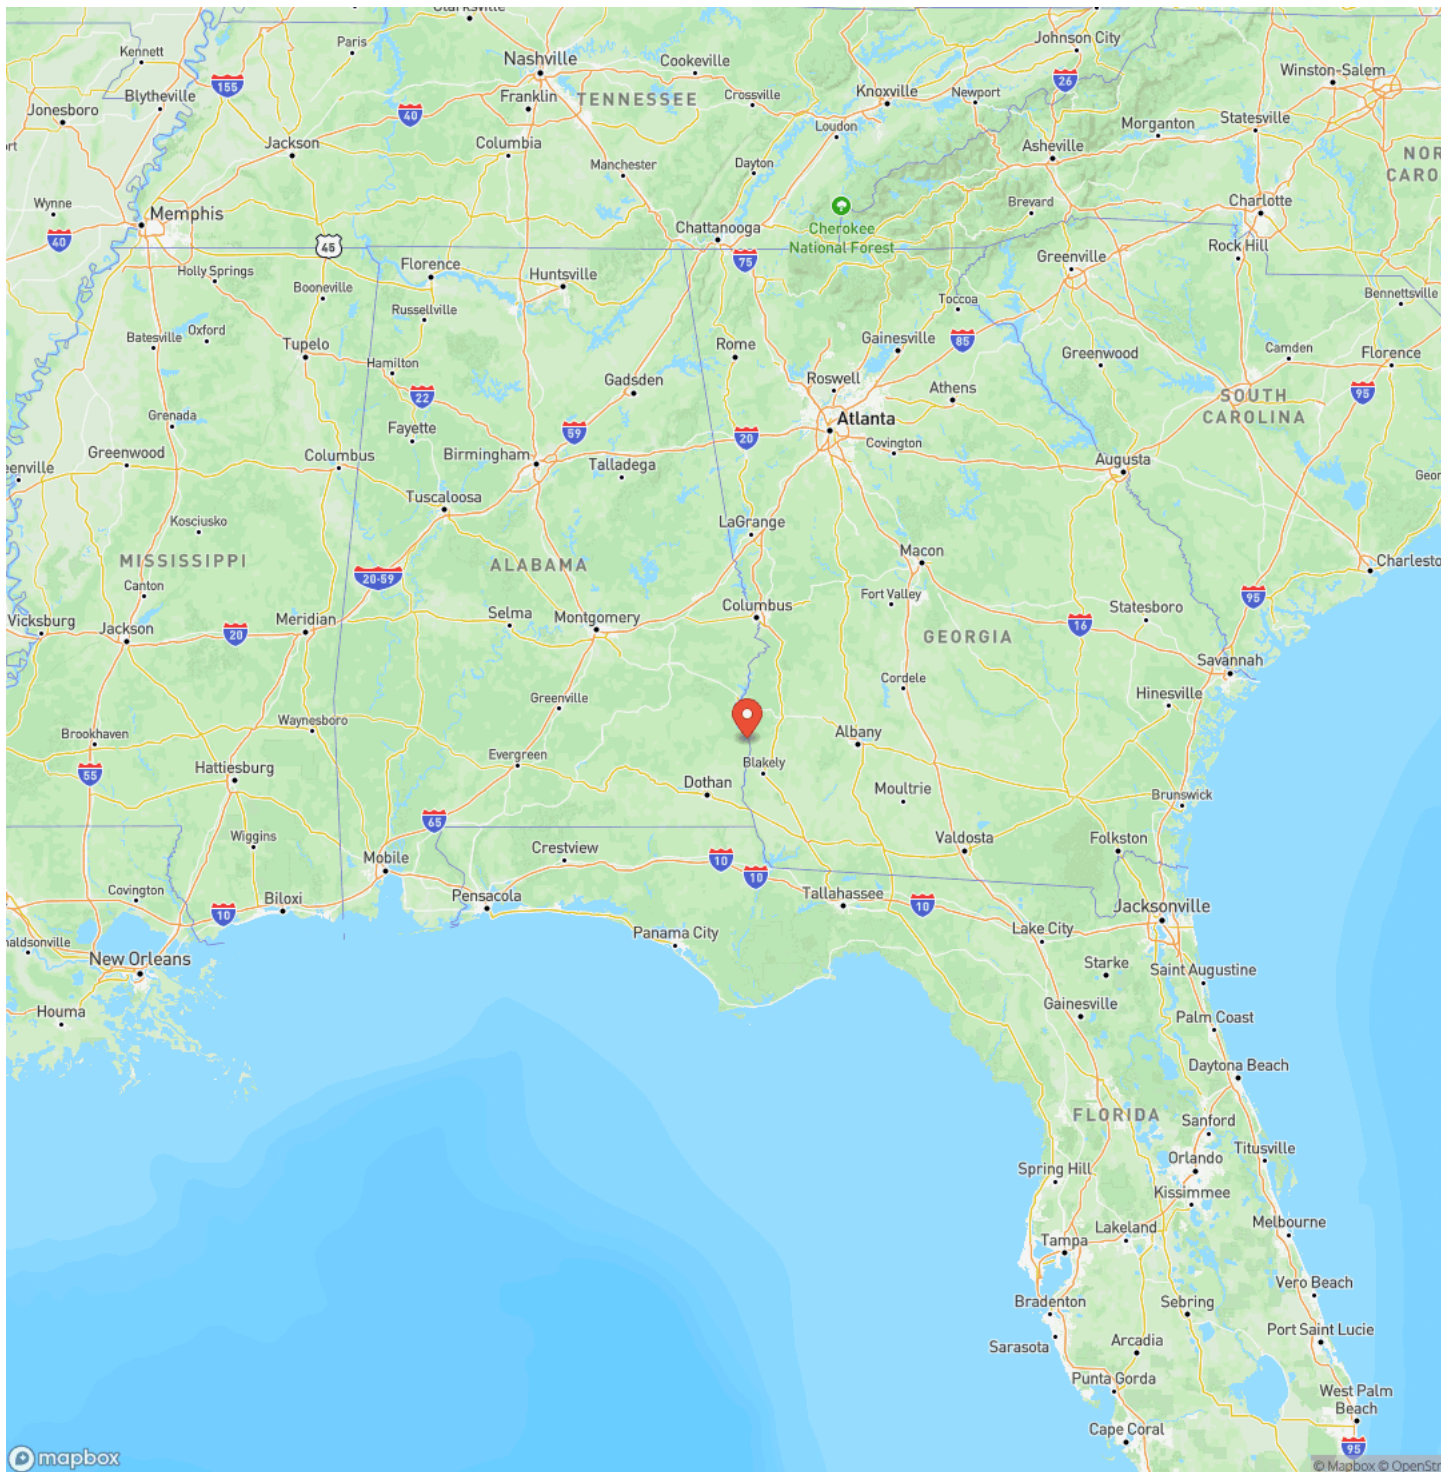 Clarksville
Paris
Kennett
Nashville
Cookeville
Johnson City
Winston-Salem
155
26
Blytheville
Franklin
TENNESSEE
Crossville
Knoxville
Newport
Jonesboro
40
Loudon
Morganton
Statesville
Jackson
Columbia
Asheville
Manchester
Dayton
NOR
CARO
Wynne
Memphis
Brevard
Charlotte
40
45
Chattanooga
Cherokee
National Forest
Rock Hill
75
Holly Springs
Florence
Huntsville
Greenville
Booneville
Russellville
Toccoa
Bennettsville
Batesville
Oxford
Tupelo
Rome
Gainesville
85
Greenwood
Camden
Florence
Hamilton
Gadsden
Roswell
Athens
22
SOUTH
CAROLINA
95
Grenada
Fayette
59
20
Atlanta
Covington
Greenwood
Columbus
Birmingham
Talladega
Augusta
eenville
Geor
Tuscaloosa
Kosciusko
LaGrange
MISSISSIPPI
ALABAMA
Macon
Charlesto
Canton
20-59
Fort Valley
95
Vicksburg
Jackson
20
Meridian
Selma
Montgomery
Columbus
Statesboro
16
GEORGIA
Savannah
Cordele
Greenville
Hinesville
Waynesboro
Brookhaven
Albany
55
Hattiesburg
Evergreen
Blakely
Dothan
Moultrie
Brunswick
65
Wiggins
Crestview
Valdosta
Folkston
Mobile
10
10
Covington
Biloxi
Pensacola
Tallahassee
10
10
Jacksonville
Panama City
Lake City
naldsonville
New Orleans
Starke
Saint Augustine
Houma
Gainesville
Palm Coast
Daytona Beach
FLORIDA
Sanford
Titusville
Spring Hill
Orlando
Kissimmee
Lakeland
Melbourne
Tampa
Vero Beach
Bradenton
Sebring
Port Saint Lucie
Sarasota
Arcadia
Punta Gorda
West Palm
Beach
Cape Coral
95
mapbox
© Mapbox © OpenStr